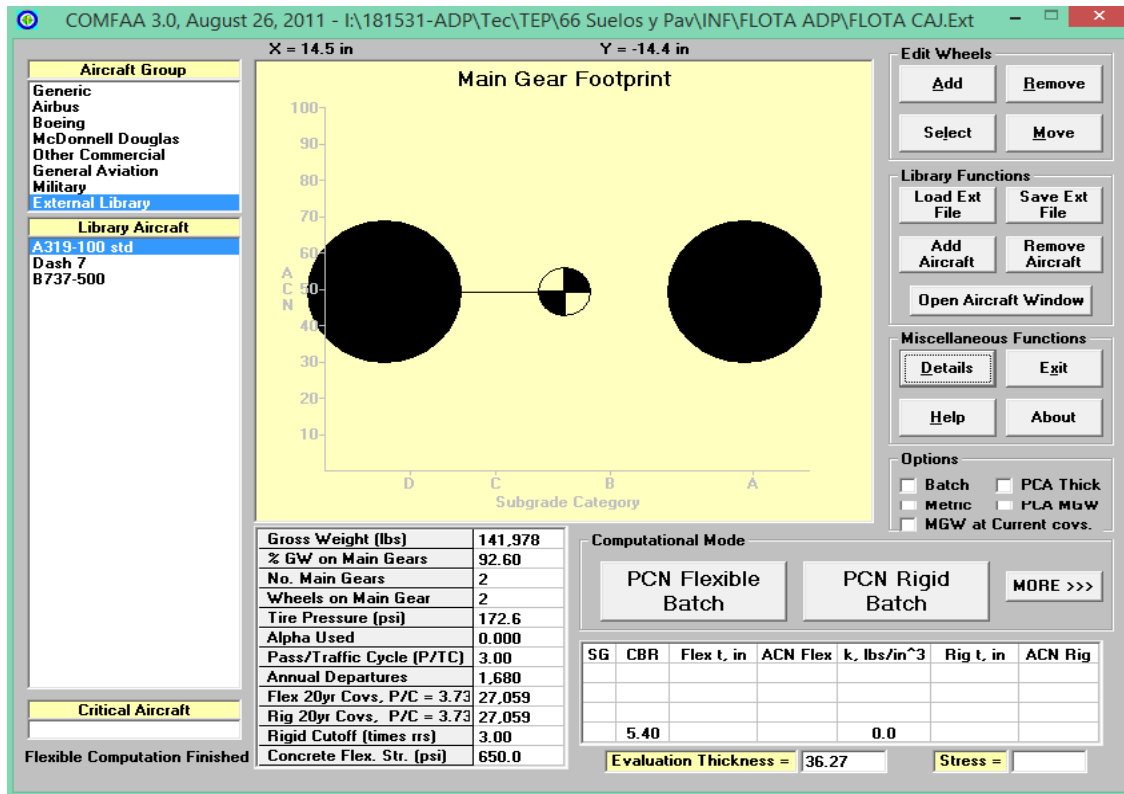 COMFAA 3.0, August 26, 2011 - I:\181531-ADP\Tec\TEP\66 Suelos y Pav\INF\FLOTA ADP\FLOTA CAJ.Ext
X = 14.5 in Y = -14.4 in
Aircraft Group
Generic
Airbus
Boeing
McDonnell Douglas
Other Commercial
General Aviation
Military
External Library
Library Aircraft
A319-100 std
Dash 7
B737-500
Critical Aircraft
Flexible Computation Finished
Main Gear Footprint
100
90
80
70
60
50
40
30
20
10
A
C
N
D C B A
Subgrade Category
Gross Weight (lbs) 141,978
% GW on Main Gears 92.60
No. Main Gears 2
Wheels on Main Gear 2
Tire Pressure (psi) 172.6
Alpha Used 0.000
Pass/Traffic Cycle (P/TC) 3.00
Annual Departures 1,680
Flex 20yr Covs, P/C = 3.73 27,059
Rig 20yr Covs, P/C = 3.73 27,059
Rigid Cutoff (times rrs) 3.00
Concrete Flex. Str. (psi) 650.0
Edit Wheels
Add Remove
Select Move
Library Functions
Load Ext File Save Ext File
Add Aircraft Remove Aircraft
Open Aircraft Window
Miscellaneous Functions
Details Exit
Help About
Options
Batch PCA Thick
Metric PCA MGW
MGW at Current covs.
Computational Mode
PCN Flexible Batch PCN Rigid Batch MORE >>>
SG CBR Flex t, in ACN Flex k, lbs/in^3 Rig t, in ACN Rig
5.40 0.0
Evaluation Thickness = 36.27 Stress =